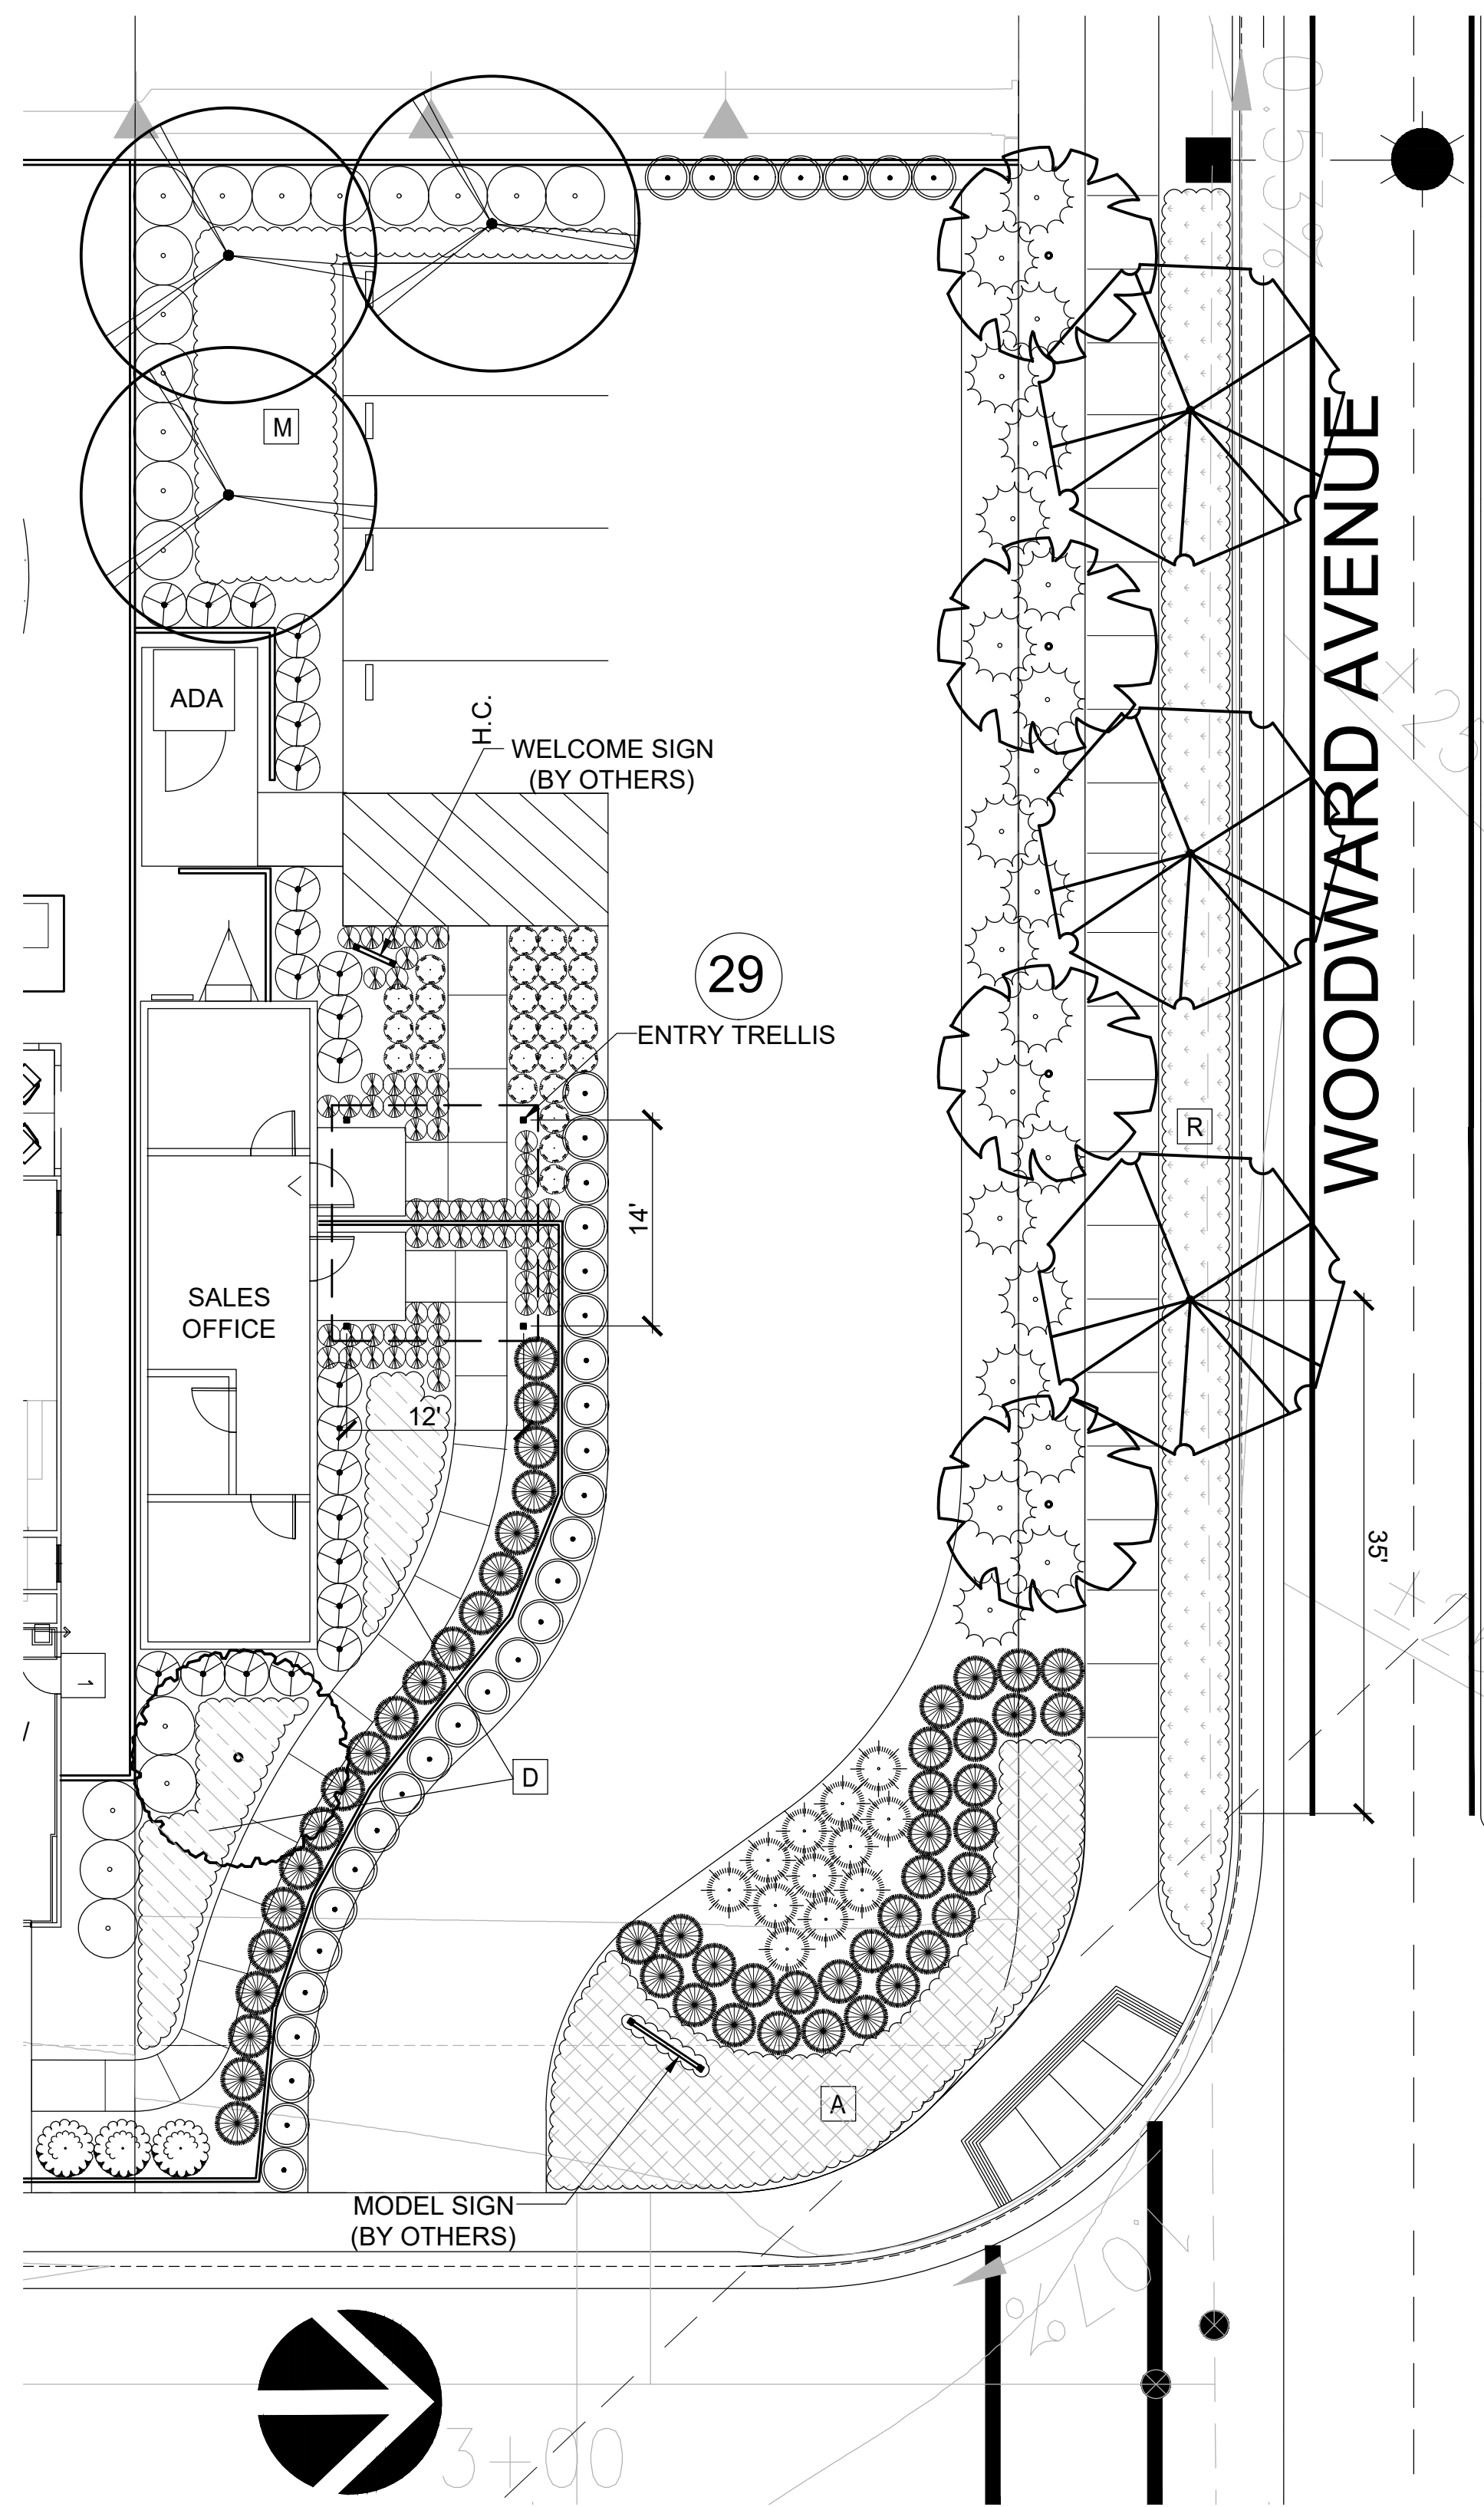 M
ADA
H.C.
WELCOME SIGN
(BY OTHERS)
29
ENTRY TRELLIS
WOODWARD AVENUE
R
14'
SALES
OFFICE
12'
35'
1
D
A
MODEL SIGN
(BY OTHERS)
3+00